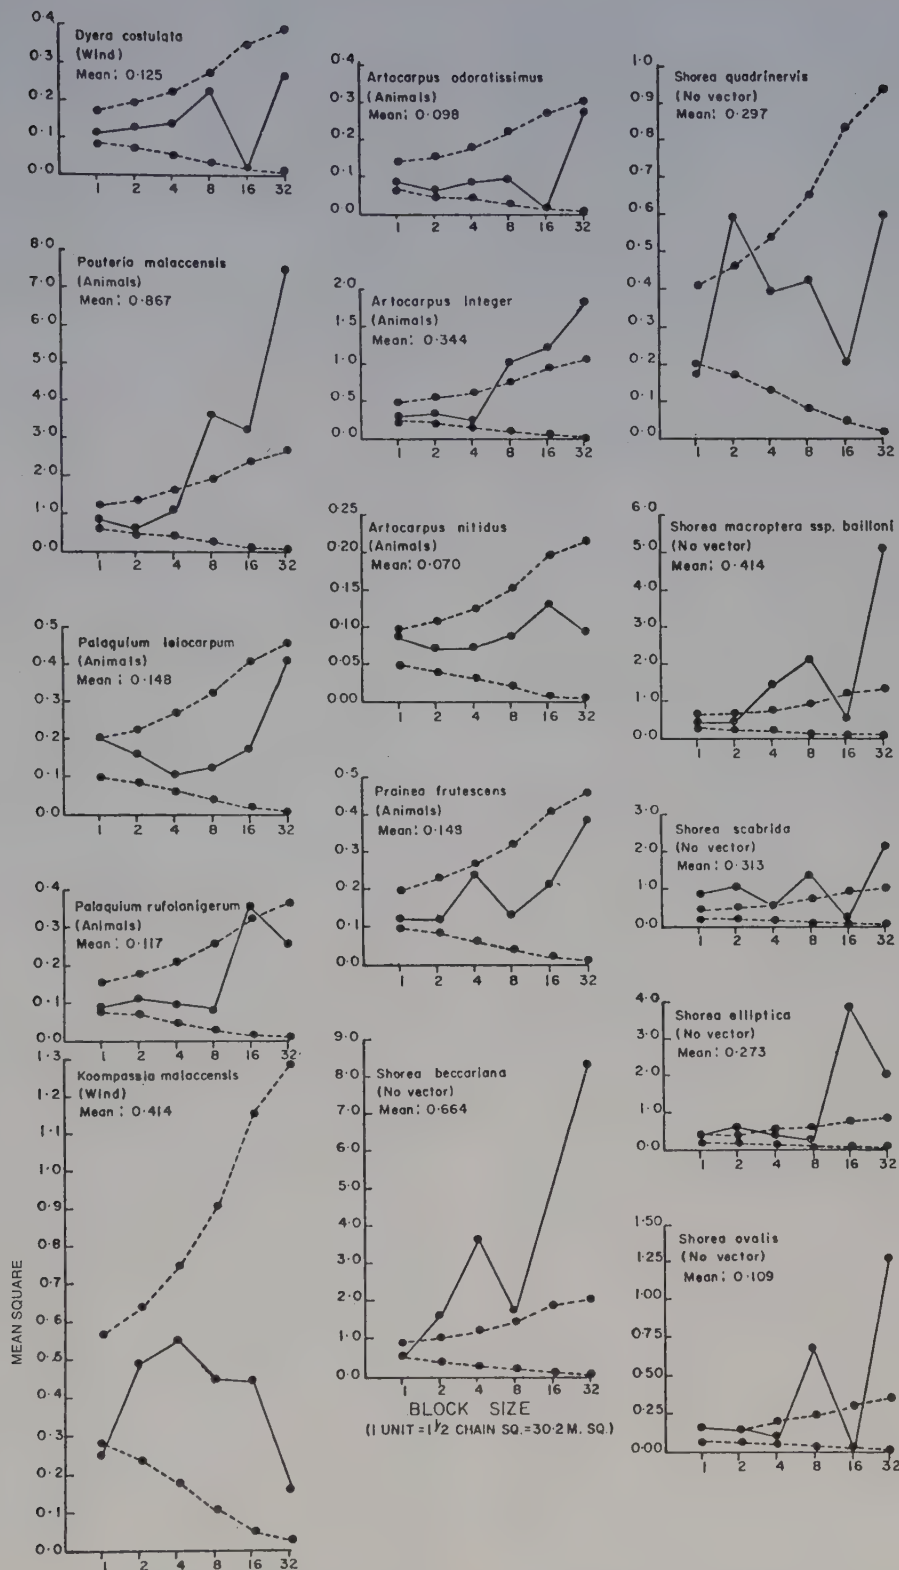 0·4
0·3
0·2
0·1
0·0
Dyera costulata
(Wind)
Mean: 0·125
1 2 4 8 16 32
8·0
7·0
6·0
5·0
4·0
3·0
2·0
1·0
0·0
Pouteria malaccensis
(Animals)
Mean: 0·867
1 2 4 8 16 32
0·5
0·4
0·3
0·2
0·1
0·0
Palaquium leiocarpum
(Animals)
Mean: 0·148
1 2 4 8 16 32
0·4
0·3
0·2
0·1
0·0
Palaquium rufolanigerum
(Animals)
Mean: 0·117
1 2 4 8 16 32
1·3
1·2
1·1
1·0
0·9
0·8
0·7
0·6
0·5
0·4
0·3
0·2
0·1
0·0
Koompassia malaccensis
(Wind)
Mean: 0·414
MEAN SQUARE
1 2 4 8 16 32
0·4
0·3
0·2
0·1
0·0
Artocarpus odoratissimus
(Animals)
Mean: 0·098
1 2 4 8 16 32
2·0
1·5
1·0
0·5
0·0
Artocarpus integer
(Animals)
Mean: 0·344
1 2 4 8 16 32
0·25
0·20
0·15
0·10
0·05
0·00
Artocarpus nitidus
(Animals)
Mean: 0·070
1 2 4 8 16 32
0·5
0·4
0·3
0·2
0·1
0·0
Prainea frutescens
(Animals)
Mean: 0·148
1 2 4 8 16 32
9·0
8·0
7·0
6·0
5·0
4·0
3·0
2·0
1·0
0·0
Shorea beccariana
(No vector)
Mean: 0·664
1 2 4 8 16 32
BLOCK SIZE
(1 UNIT = 1 1/2 CHAIN SQ. = 30·2 M. SQ.)
1·0
0·9
0·8
0·7
0·6
0·5
0·4
0·3
0·2
0·1
0·0
Shorea quadrinervis
(No vector)
Mean: 0·297
1 2 4 8 16 32
6·0
5·0
4·0
3·0
2·0
1·0
0·0
Shorea macroptera ssp. bailloni
(No vector)
Mean: 0·414
1 2 4 8 16 32
3·0
2·0
1·0
0·0
Shorea scabrida
(No vector)
Mean: 0·313
1 2 4 8 16 32
4·0
3·0
2·0
1·0
0·0
Shorea elliptica
(No vector)
Mean: 0·273
1 2 4 8 16 32
1·50
1·25
1·00
0·75
0·50
0·25
0·00
Shorea ovalis
(No vector)
Mean: 0·109
1 2 4 8 16 32